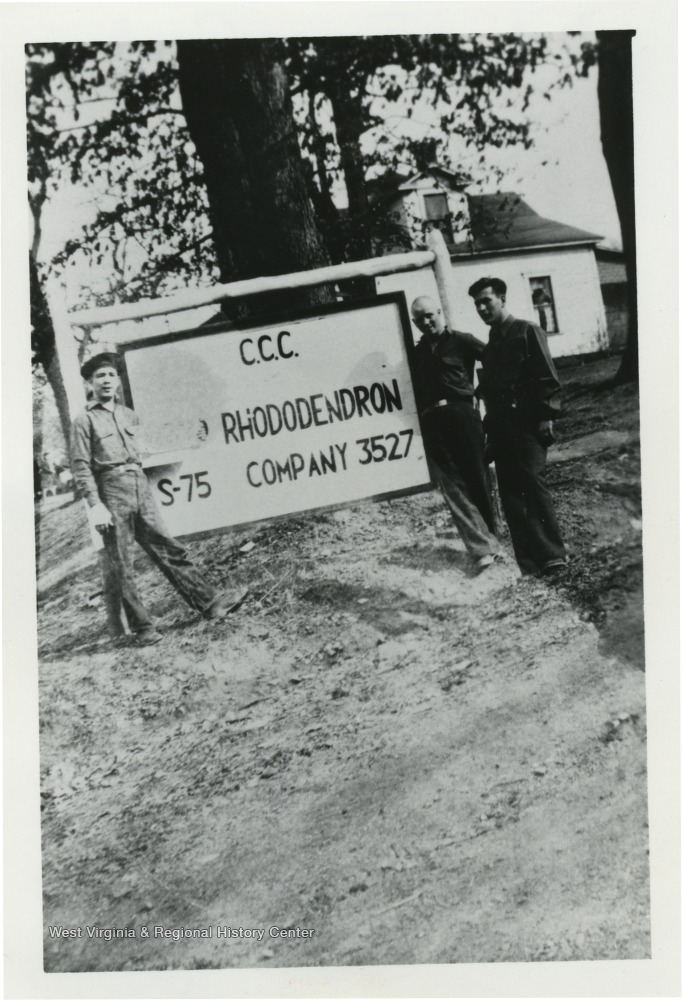 C.C.C.
RHODODENDRON
S-75 COMPANY 3527
West Virginia & Regional History Center